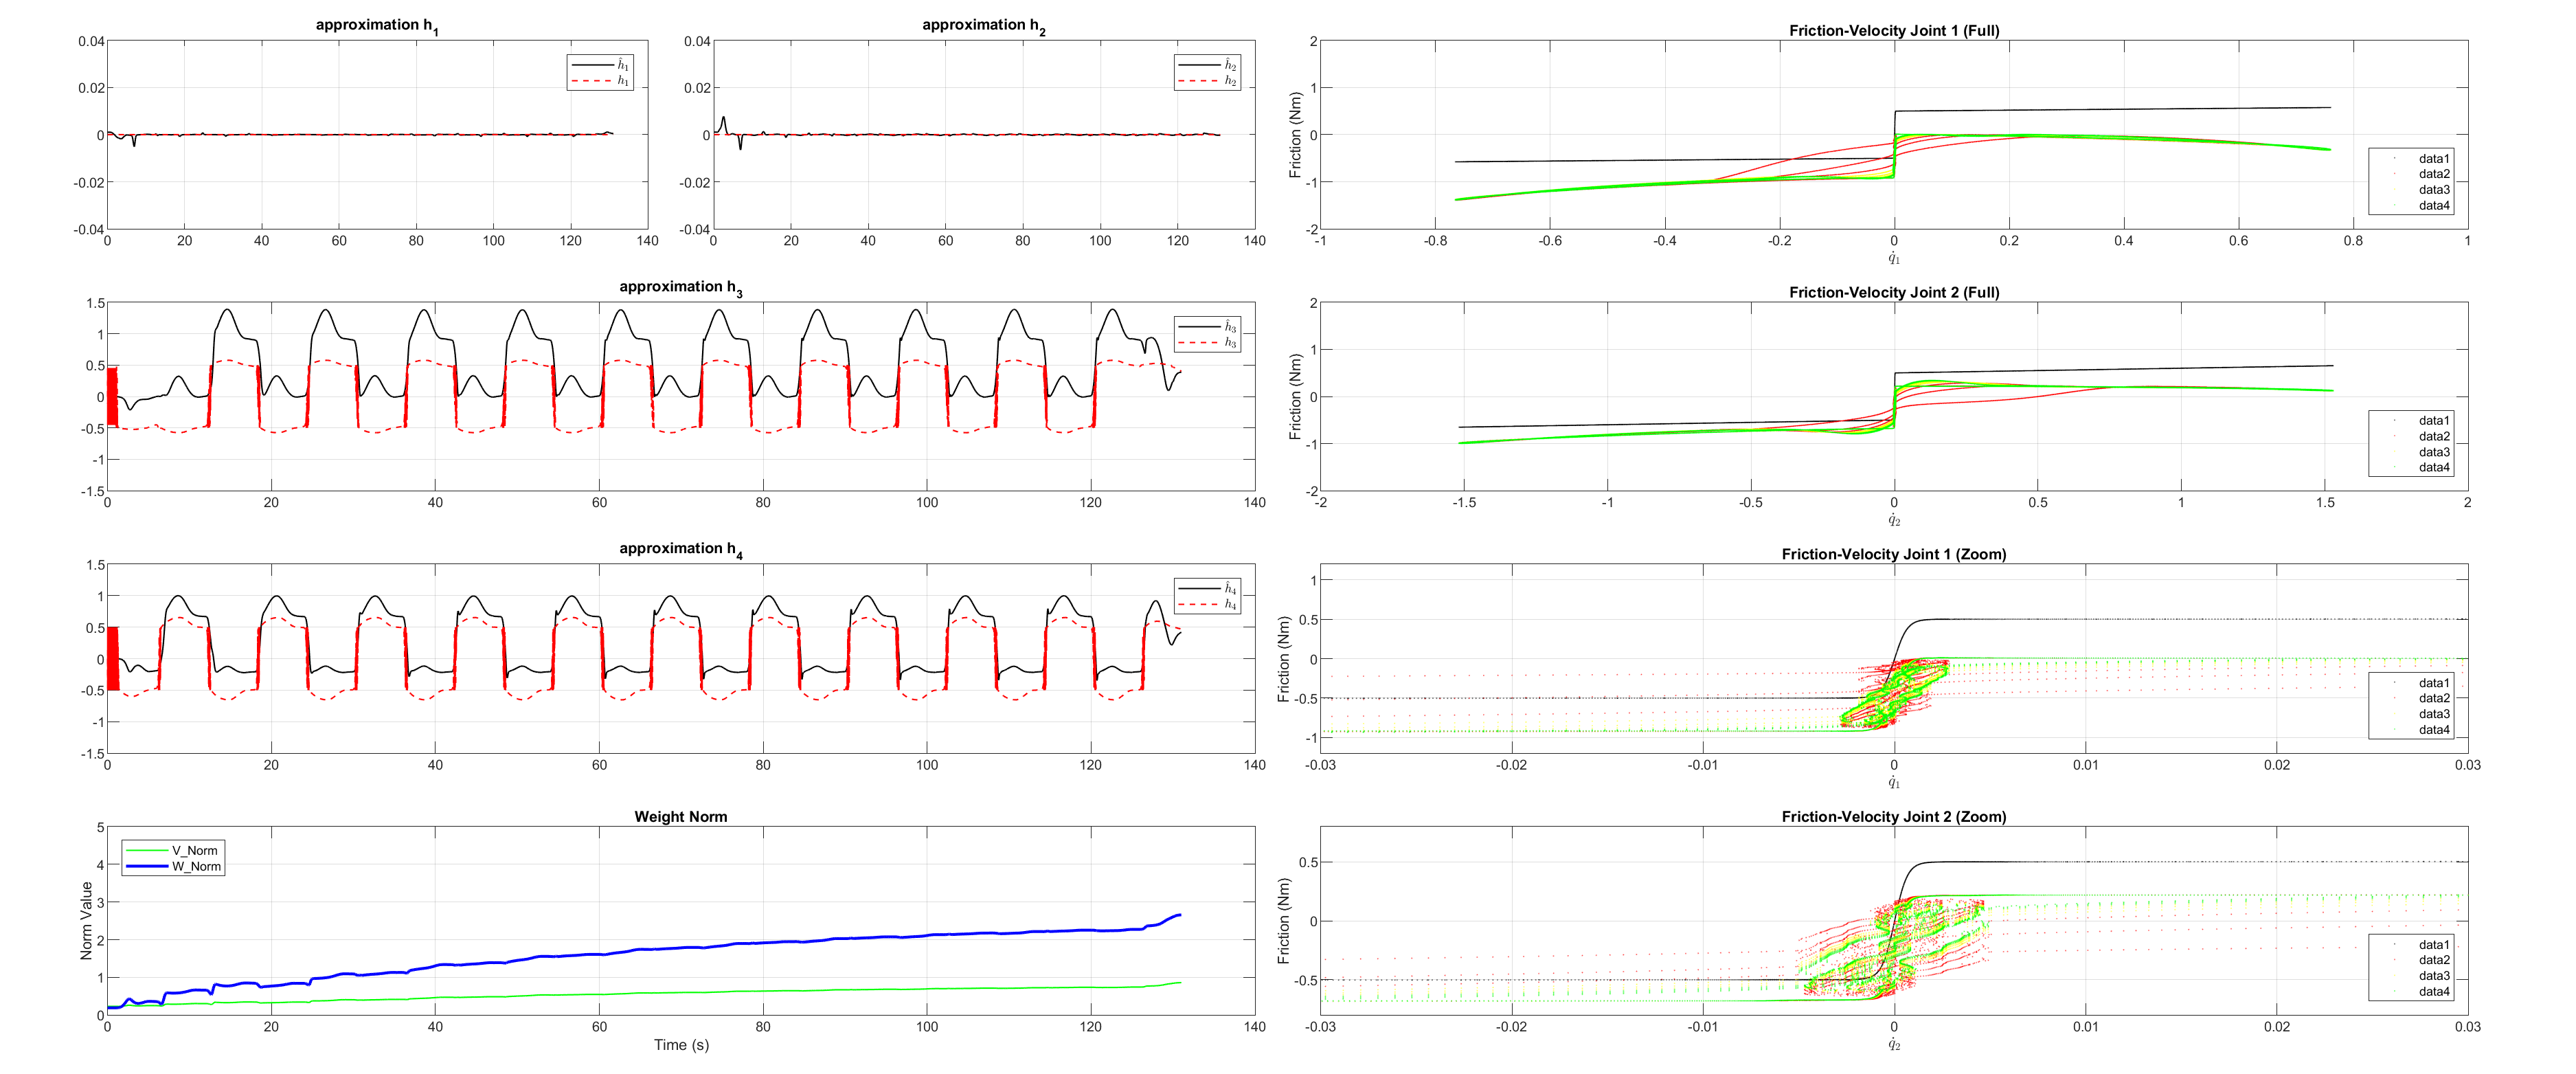 approximation h1
0.04
0.02
0
-0.02
-0.04
0 20 40 60 80 100 120 140
ĥ1
h1
approximation h2
0.04
0.02
0
-0.02
-0.04
0 20 40 60 80 100 120 140
ĥ2
h2
Friction-Velocity Joint 1 (Full)
Friction (Nm)
2
1
0
-1
-2
-1 -0.8 -0.6 -0.4 -0.2 0 0.2 0.4 0.6 0.8 1
q̇1
data1
data2
data3
data4
approximation h3
1.5
1
0.5
0
-0.5
-1
-1.5
0 20 40 60 80 100 120 140
ĥ3
h3
Friction-Velocity Joint 2 (Full)
Friction (Nm)
2
1
0
-1
-2
-2 -1.5 -1 -0.5 0 0.5 1 1.5 2
q̇2
data1
data2
data3
data4
approximation h4
1.5
1
0.5
0
-0.5
-1
-1.5
0 20 40 60 80 100 120 140
ĥ4
h4
Friction-Velocity Joint 1 (Zoom)
Friction (Nm)
1
0.5
0
-0.5
-1
-0.03 -0.02 -0.01 0 0.01 0.02 0.03
q̇1
data1
data2
data3
data4
Weight Norm
Norm Value
5
4
3
2
1
0
0 20 40 60 80 100 120 140
Time (s)
V_Norm
W_Norm
Friction-Velocity Joint 2 (Zoom)
Friction (Nm)
0.5
0
-0.5
-0.03 -0.02 -0.01 0 0.01 0.02 0.03
q̇2
data1
data2
data3
data4